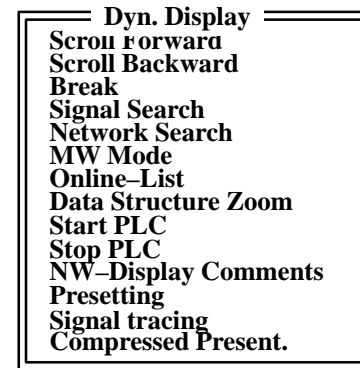 Dyn. Display
Scroll Forward
Scroll Backward
Break
Signal Search
Network Search
MW Mode
Online–List
Data Structure Zoom
Start PLC
Stop PLC
NW–Display Comments
Presetting
Signal tracing
Compressed Present.